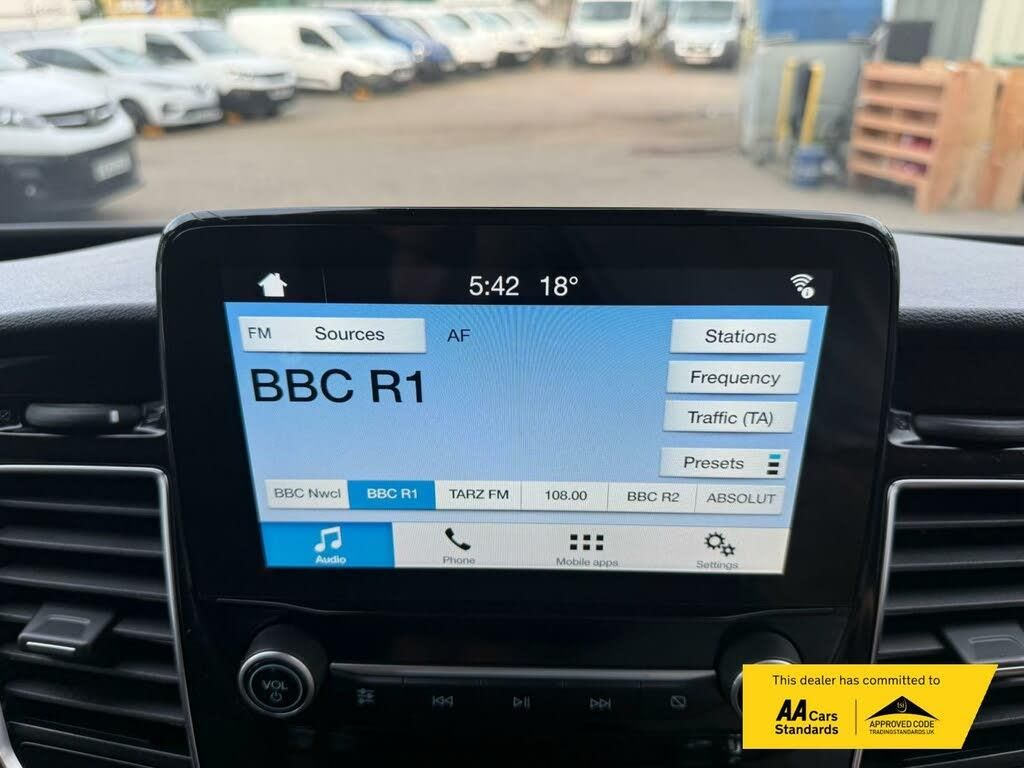 5:42 18°
FM Sources AF Stations
BBC R1
Frequency
Traffic (TA)
Presets
BBC Nwcl BBC R1 TARZ FM 108.00 BBC R2 ABSOLUT
Audio Phone Mobile apps Settings
VOL
This dealer has committed to
AA Cars
Standards
tsi
APPROVED CODE
TRADINGSTANDARDS.UK